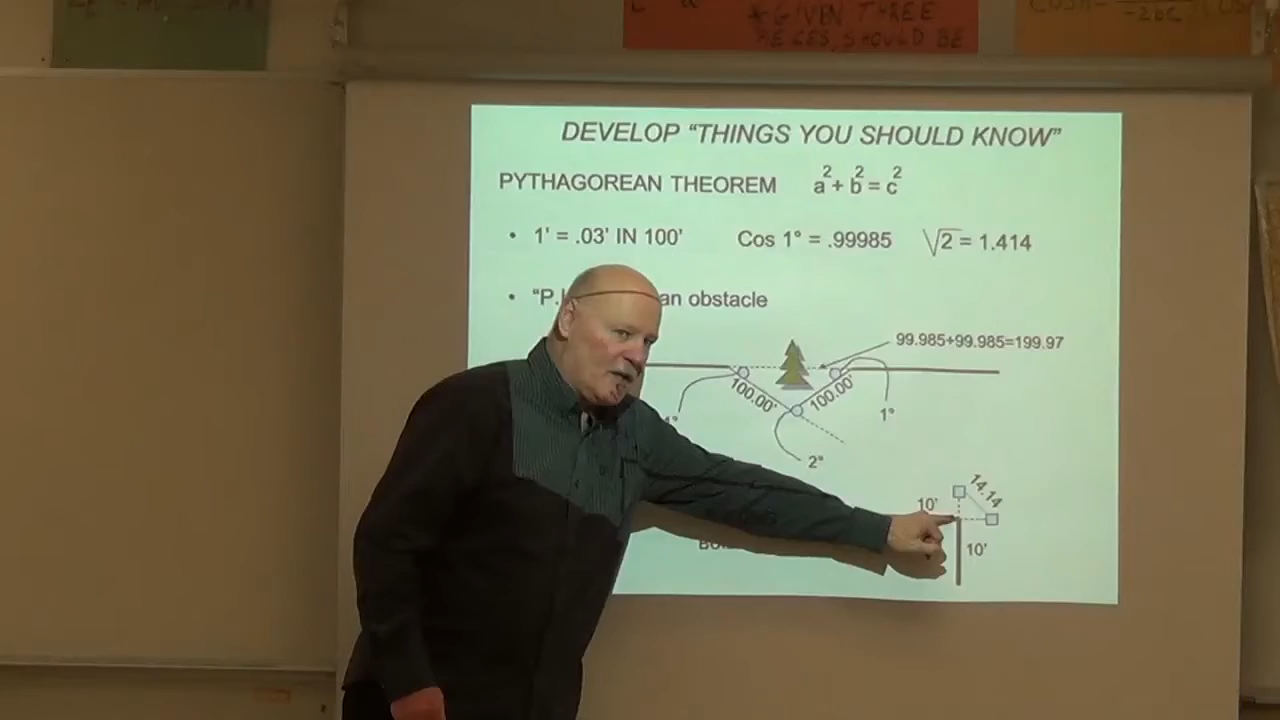 * GIVEN THREE
PIECES, SHOULD BE
-2bc
DEVELOP “THINGS YOU SHOULD KNOW”
PYTHAGOREAN THEOREM a² + b² = c²
• 1' = .03' IN 100' Cos 1° = .99985 √2 = 1.414
• “P. an obstacle
99.985+99.985=199.97
100.00' 100.00'
1° 1°
2°
14.14
10'
10'